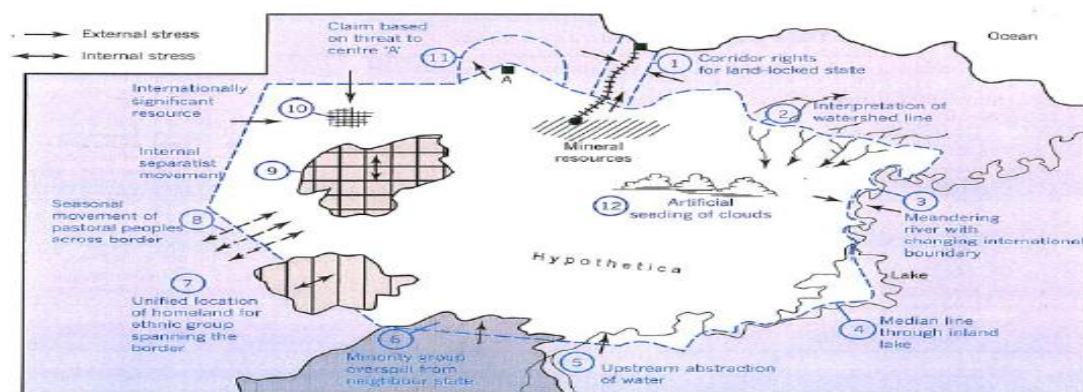 External stress
Internal stress
Claim based
on threat to
centre 'A'
11
A
1
Corridor rights
for land-locked
state
Ocean
Internationally
significant
resource
10
2
Interpretation of
watershed line
Mineral
resources
Internal
separatist
movement
9
Seasonal
movement of
pastoral peoples
across border
8
12
Artificial
seeding of clouds
3
Meandering
river with
changing international
boundary
Hypothetica
Lake
7
Unified location
of homeland for
ethnic group
spanning the
border
6
Minority group
overspill from
neighbour state
5
Upstream abstraction
of water
4
Median line
through inland
lake